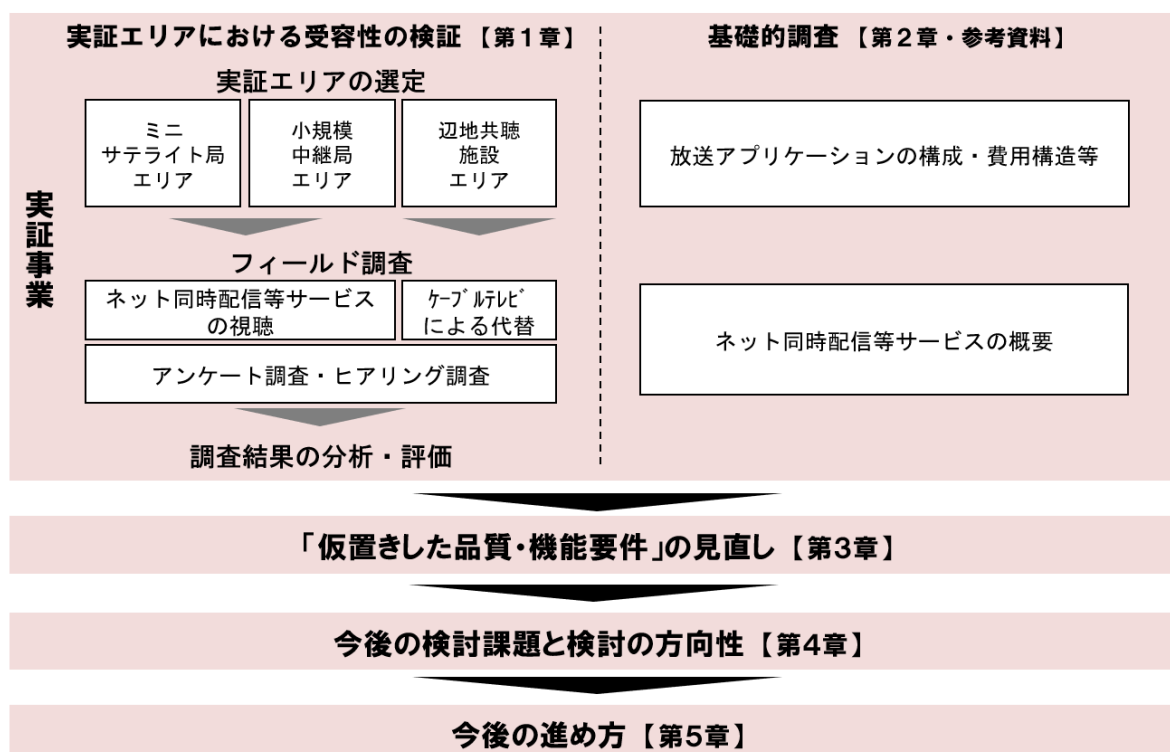 実証事業
実証エリアにおける受容性の検証【第1章】
実証エリアの選定
ミニ
サテライト局
エリア
小規模
中継局
エリア
辺地共聴
施設
エリア
フィールド調査
ネット同時配信等サービス
の視聴
ｹｰﾌﾞﾙﾃﾚﾋﾞ
による代替
アンケート調査・ヒアリング調査
調査結果の分析・評価
基礎的調査【第2章・参考資料】
放送アプリケーションの構成・費用構造等
ネット同時配信等サービスの概要
「仮置きした品質・機能要件」の見直し【第3章】
今後の検討課題と検討の方向性【第4章】
今後の進め方【第5章】